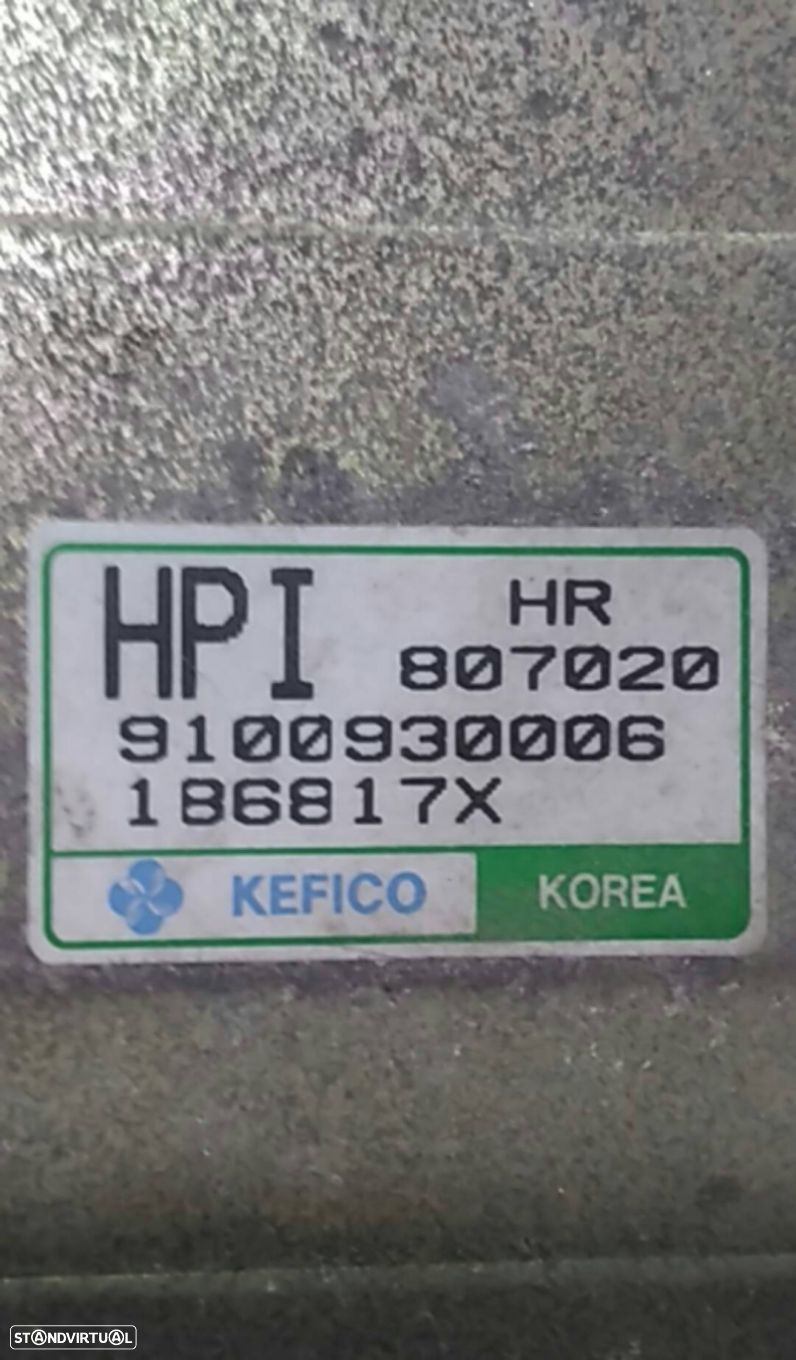 HPI HR
807020
9100930006
186817X
KEFICO KOREA
STANDVIRTUAL